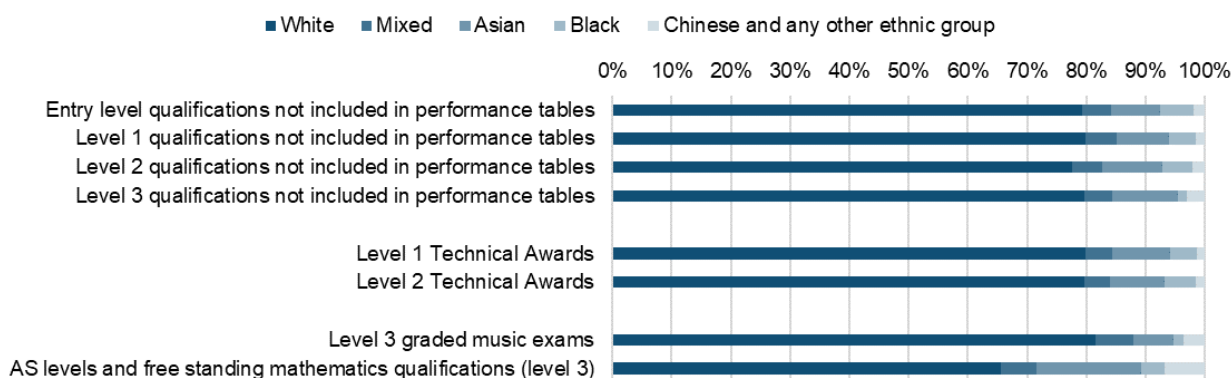 White Mixed Asian Black Chinese and any other ethnic group
0% 10% 20% 30% 40% 50% 60% 70% 80% 90% 100%
Entry level qualifications not included in performance tables
Level 1 qualifications not included in performance tables
Level 2 qualifications not included in performance tables
Level 3 qualifications not included in performance tables
Level 1 Technical Awards
Level 2 Technical Awards
Level 3 graded music exams
AS levels and free standing mathematics qualifications (level 3)